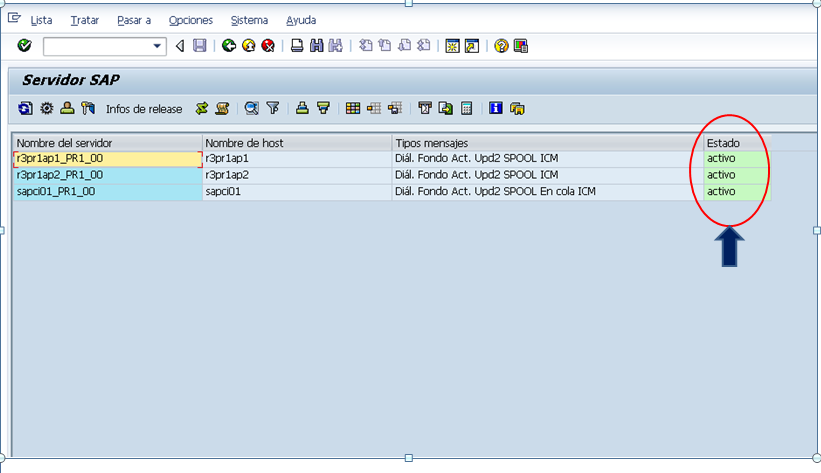 Lista Tratar Pasar a Opciones Sistema Ayuda
Servidor SAP
Infos de release
Nombre del servidor Nombre de host Tipos mensajes Estado
r3pr1ap1_PR1_00 r3pr1ap1 Diál. Fondo Act. Upd2 SPOOL ICM activo
r3pr1ap2_PR1_00 r3pr1ap2 Diál. Fondo Act. Upd2 SPOOL ICM activo
sapci01_PR1_00 sapci01 Diál. Fondo Act. Upd2 SPOOL En cola ICM activo